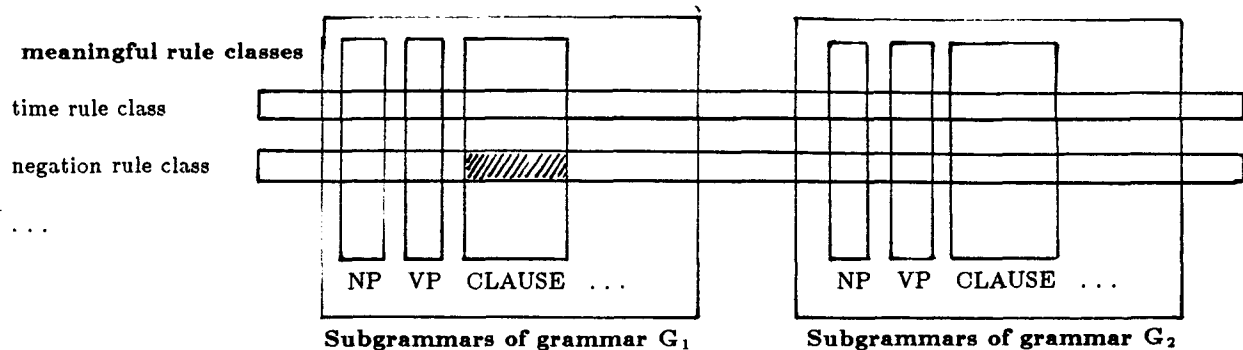 meaningful rule classes
time rule class
negation rule class
. . .
NP VP CLAUSE . . .
NP VP CLAUSE . . .
Subgrammars of grammar G₁
Subgrammars of grammar G₂